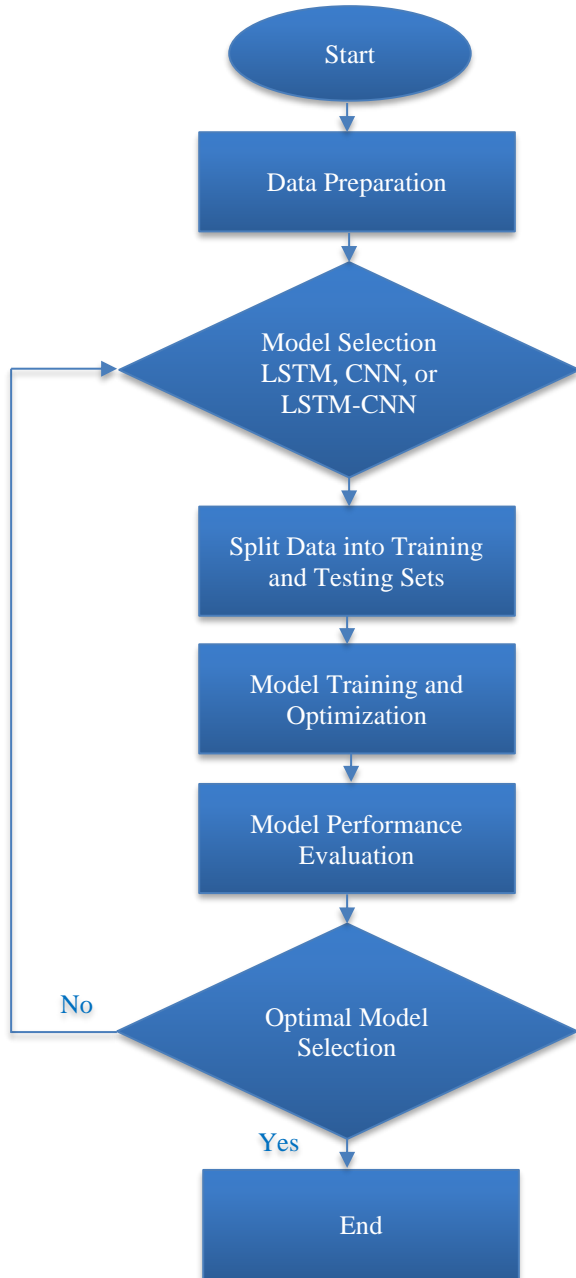 Start
Data Preparation
Model Selection
LSTM, CNN, or
LSTM-CNN
Split Data into Training
and Testing Sets
Model Training and
Optimization
Model Performance
Evaluation
No
Optimal Model
Selection
Yes
End